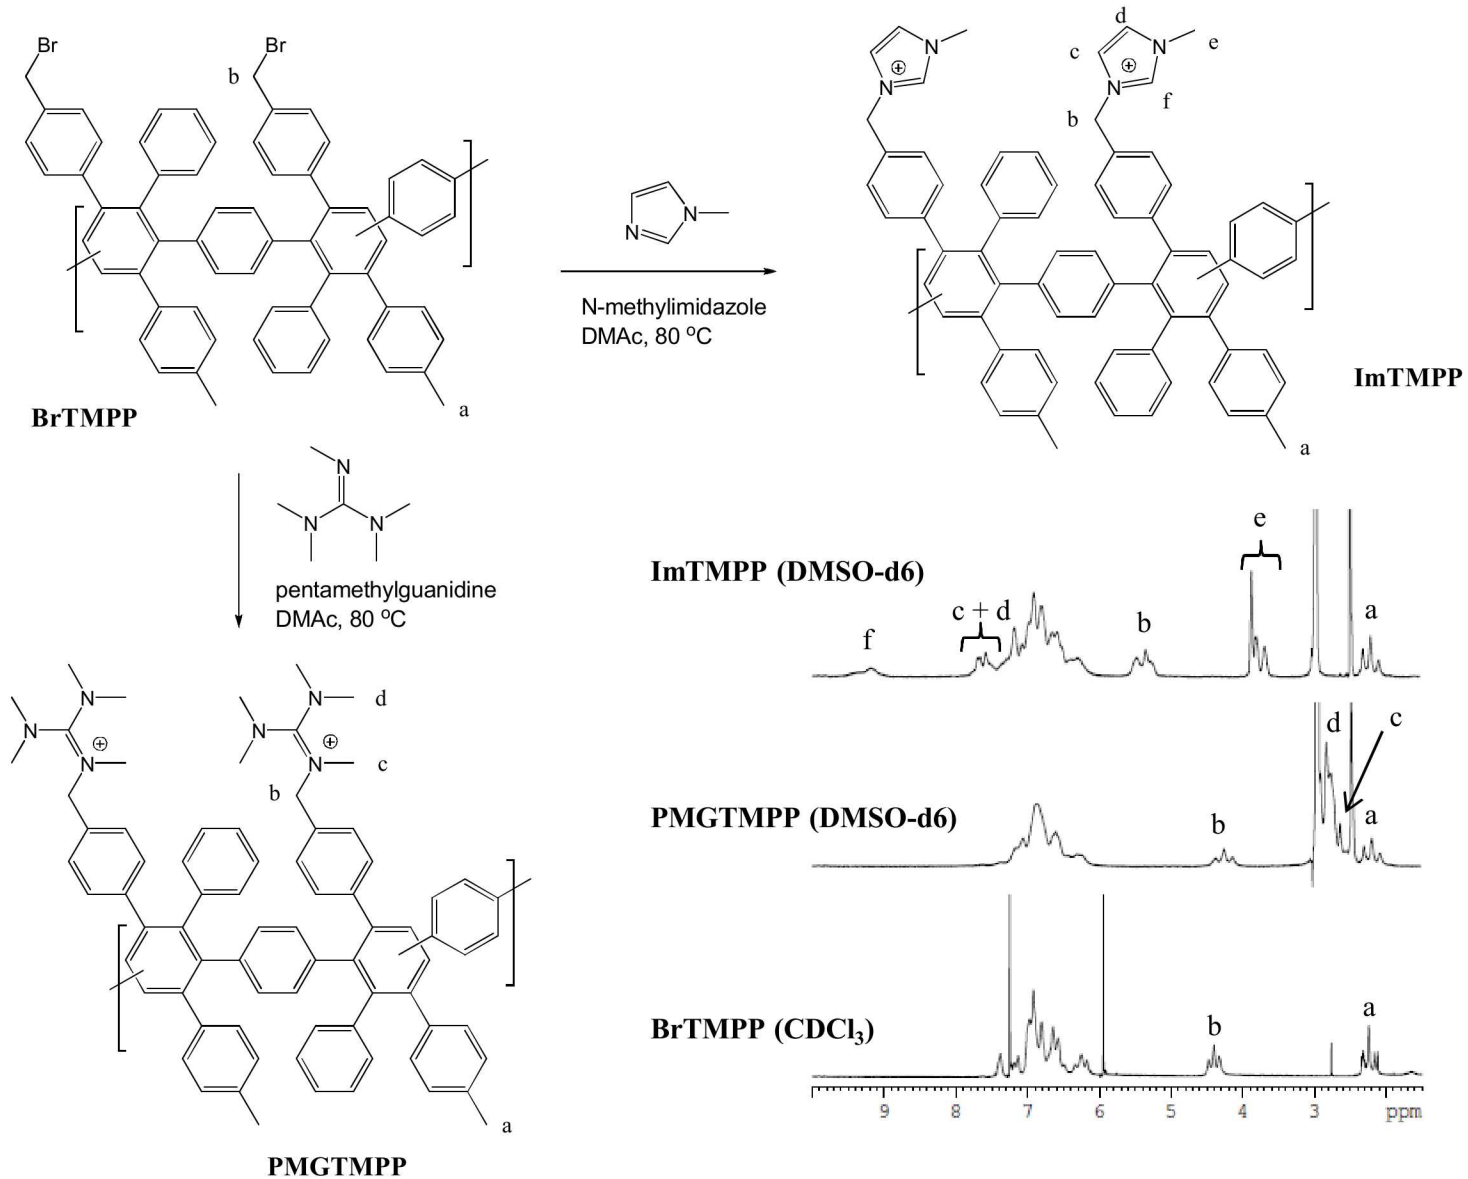 Br
Br
b
BrTMPP
a
N
N
N-methylimidazole
DMAc, 80 °C
d
c
N
e
⊕
N
f
b
N
⊕
N
ImTMPP
a
N
N
N
pentamethylguanidine
DMAc, 80 °C
N
d
N
⊕
N
c
b
N
N
⊕
N
a
PMGTMPP
ImTMPP (DMSO-d6)
f
c + d
b
e
a
PMGTMPP (DMSO-d6)
b
d
c
a
BrTMPP (CDCl₃)
b
a
9 8 7 6 5 4 3 ppm